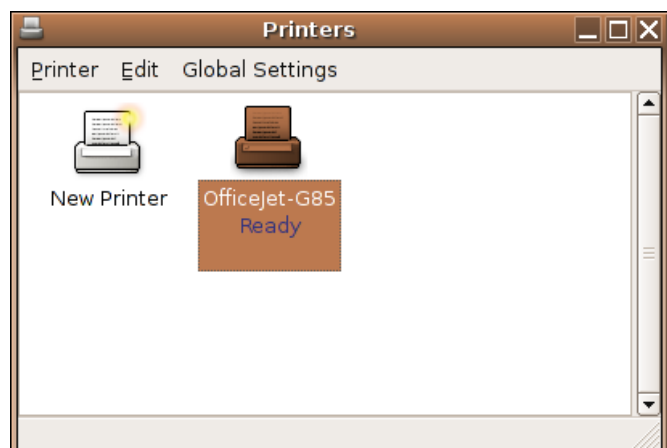 Printers
Printer Edit Global Settings
New Printer
OfficeJet-G85
Ready